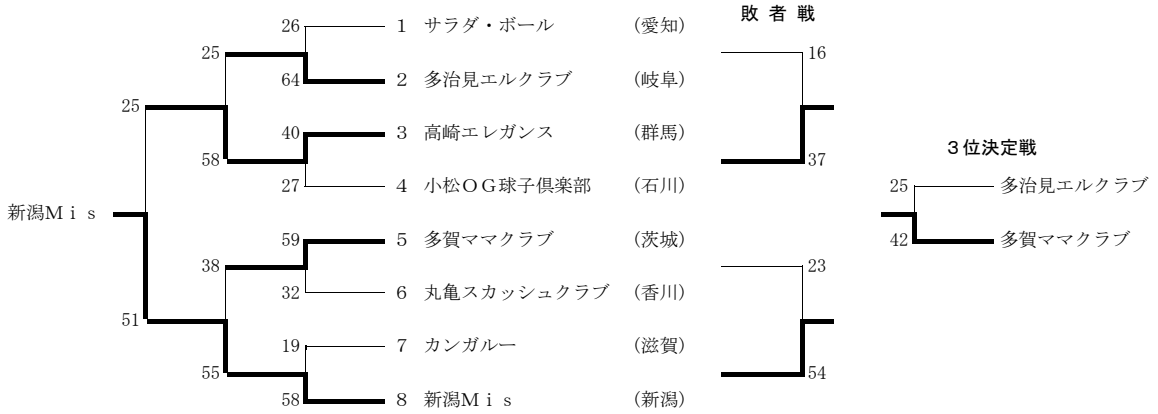 敗 者 戦
26 1 サラダ・ボール (愛知)
25 16
64 2 多治見エルクラブ (岐阜)
25
40 3 高崎エレガンス (群馬)
３位決定戦
58 37
27 4 小松ＯＧ球子倶楽部 (石川) 25 多治見エルクラブ
新潟Ｍｉｓ
59 5 多賀ママクラブ (茨城) 42 多賀ママクラブ
38 23
32 6 丸亀スカッシュクラブ (香川)
51
19 7 カンガルー (滋賀)
55 54
58 8 新潟Ｍｉｓ (新潟)